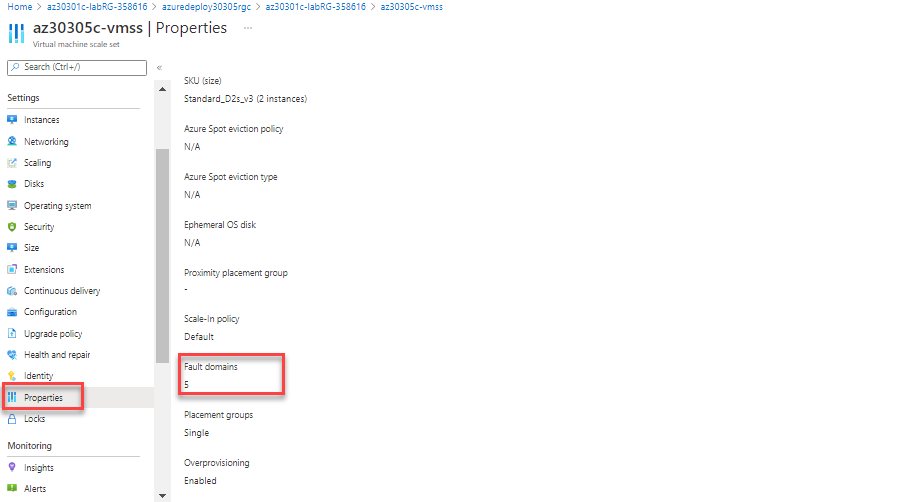 Home > az30301c-labRG-358616 > azuredeploy30305rgc > az30301c-labRG-358616 > az30305c-vmss
az30305c-vmss | Properties ...
Virtual machine scale set
Search (Ctrl+/)
«
Settings
Instances
Networking
Scaling
Disks
Operating system
Security
Size
Extensions
Continuous delivery
Configuration
Upgrade policy
Health and repair
Identity
Properties
Locks
Monitoring
Insights
Alerts
SKU (size)
Standard_D2s_v3 (2 instances)
Azure Spot eviction policy
N/A
Azure Spot eviction type
N/A
Ephemeral OS disk
N/A
Proximity placement group
-
Scale-In policy
Default
Fault domains
5
Placement groups
Single
Overprovisioning
Enabled